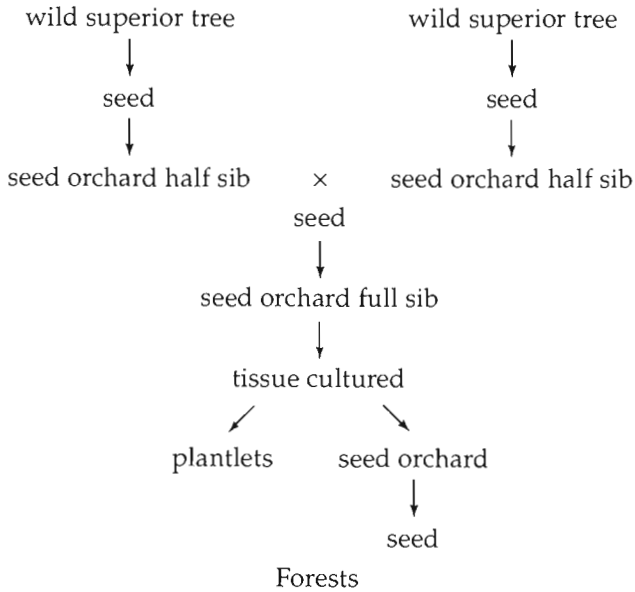 wild superior tree wild superior tree
seed seed
seed orchard half sib × seed orchard half sib
seed
seed orchard full sib
tissue cultured
plantlets seed orchard
seed
Forests